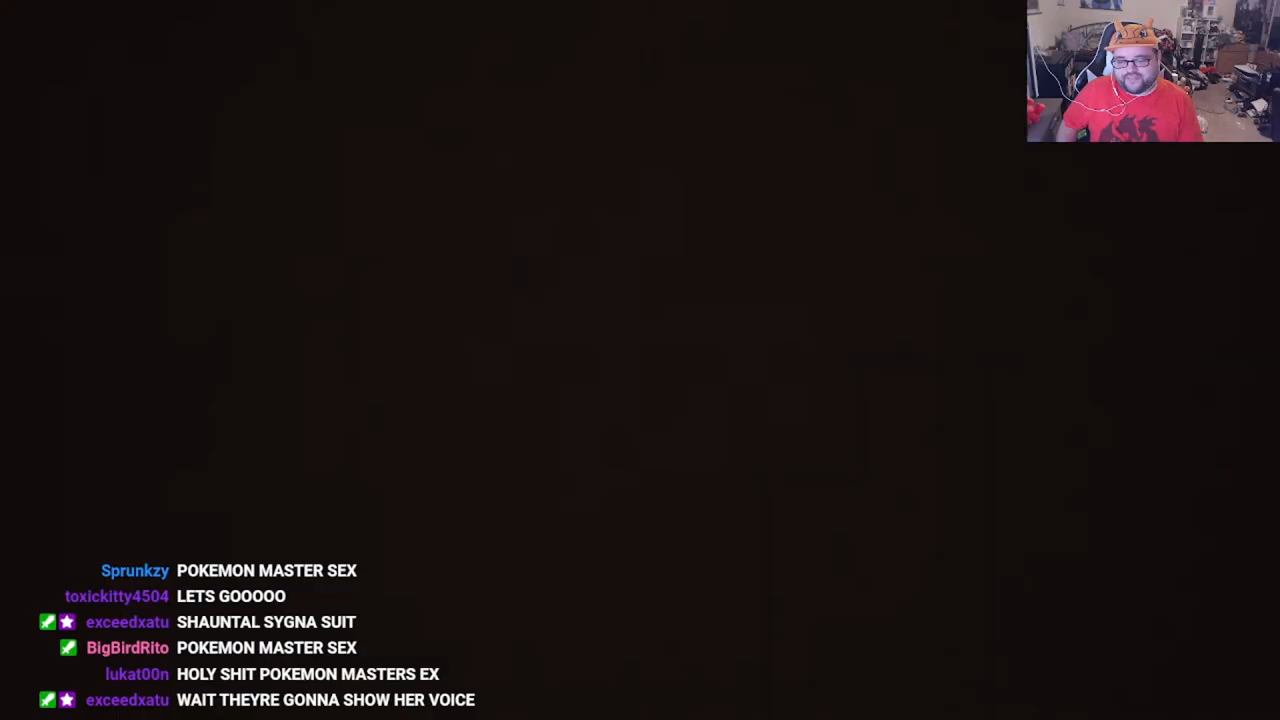 Sprunkzy POKEMON MASTER SEX
toxickitty4504 LETS GOOOOO
exceedxatu SHAUNTAL SYGNA SUIT
BigBirdRito POKEMON MASTER SEX
lukat00n HOLY SHIT POKEMON MASTERS EX
exceedxatu WAIT THEYRE GONNA SHOW HER VOICE